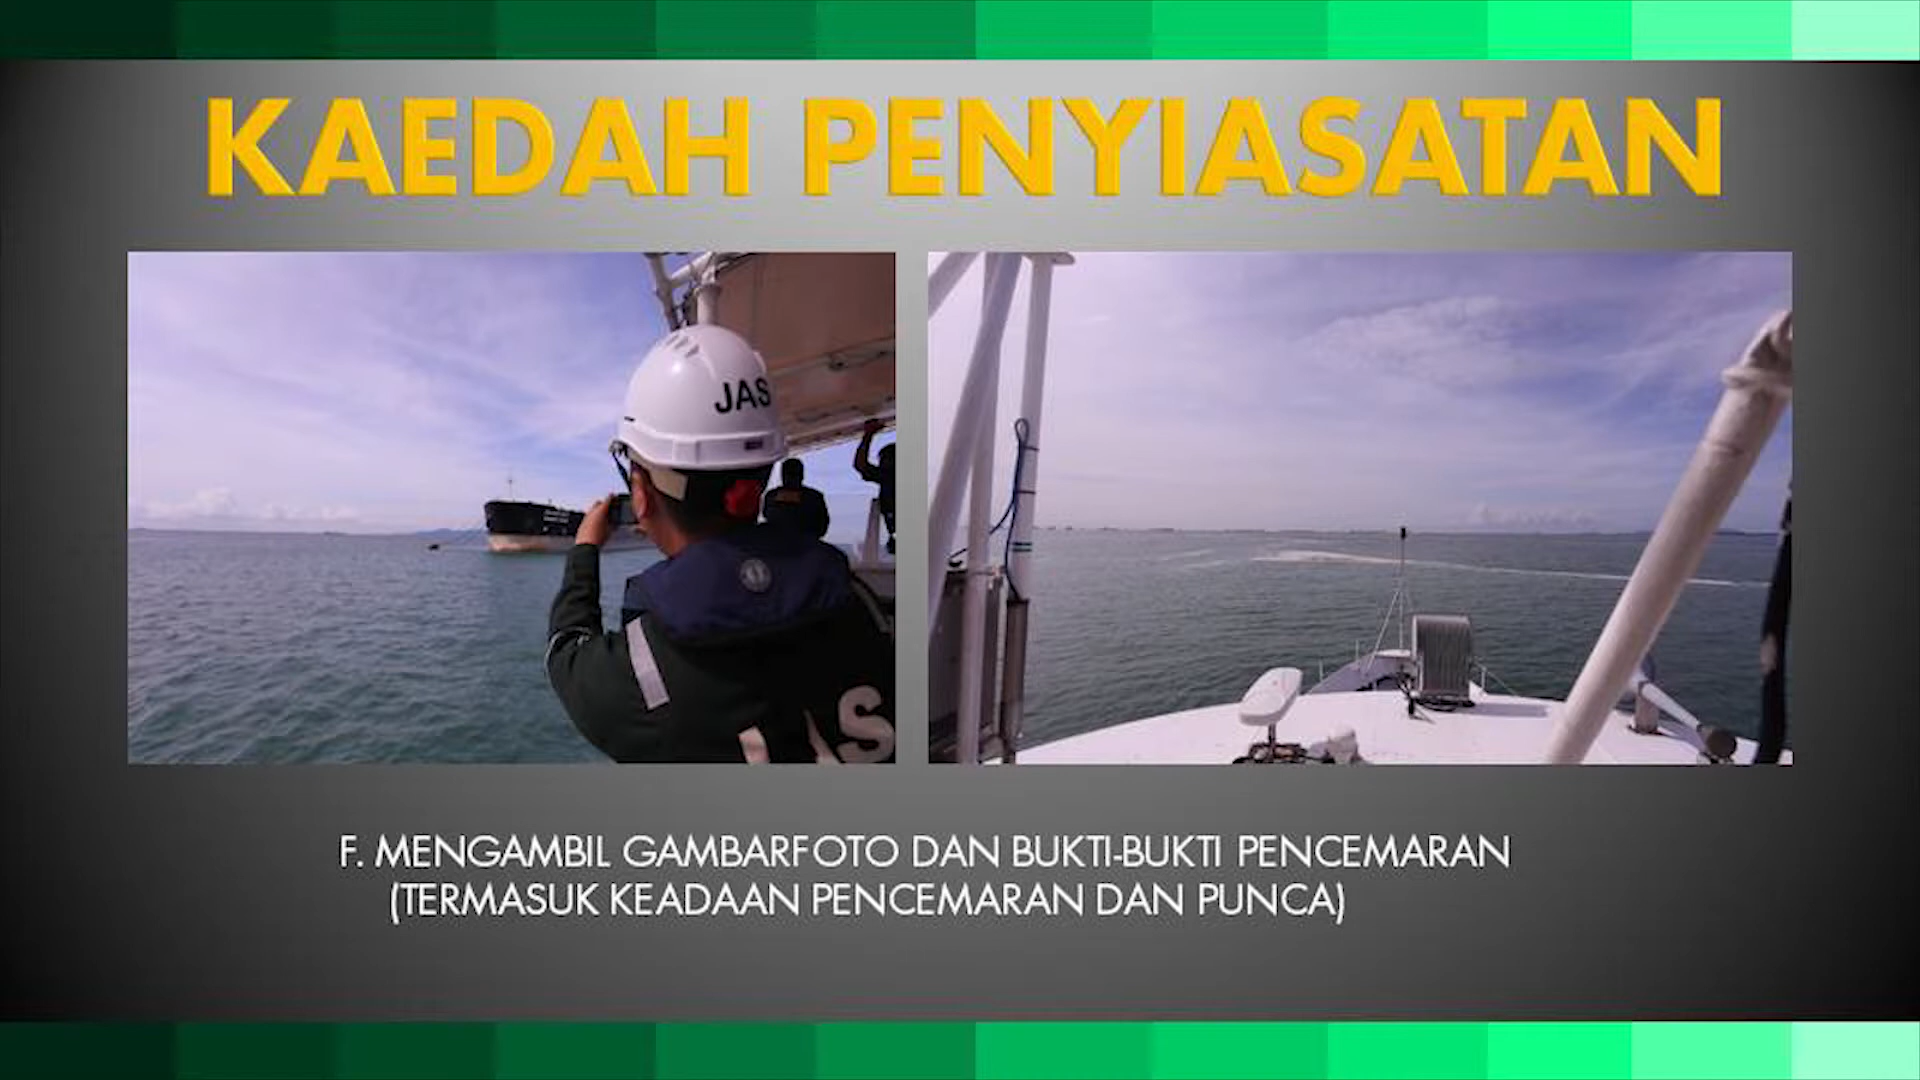 KAEDAH PENYIASATAN
JAS
JAS
F. MENGAMBIL GAMBARFOTO DAN BUKTI-BUKTI PENCEMARAN
(TERMASUK KEADAAN PENCEMARAN DAN PUNCA)